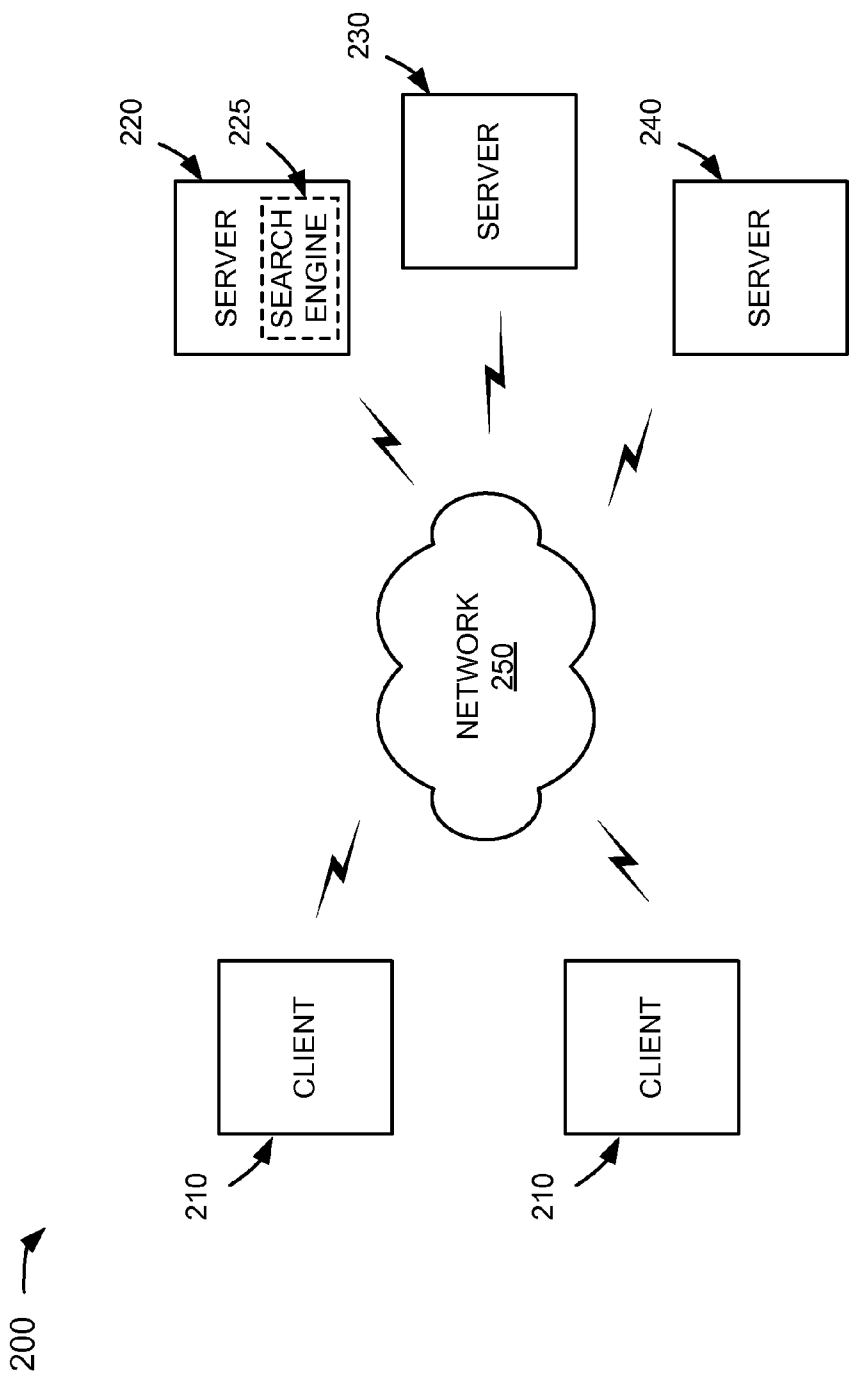 200
210
CLIENT
210
CLIENT
NETWORK
250
220
SERVER
225
SEARCH
ENGINE
230
SERVER
240
SERVER